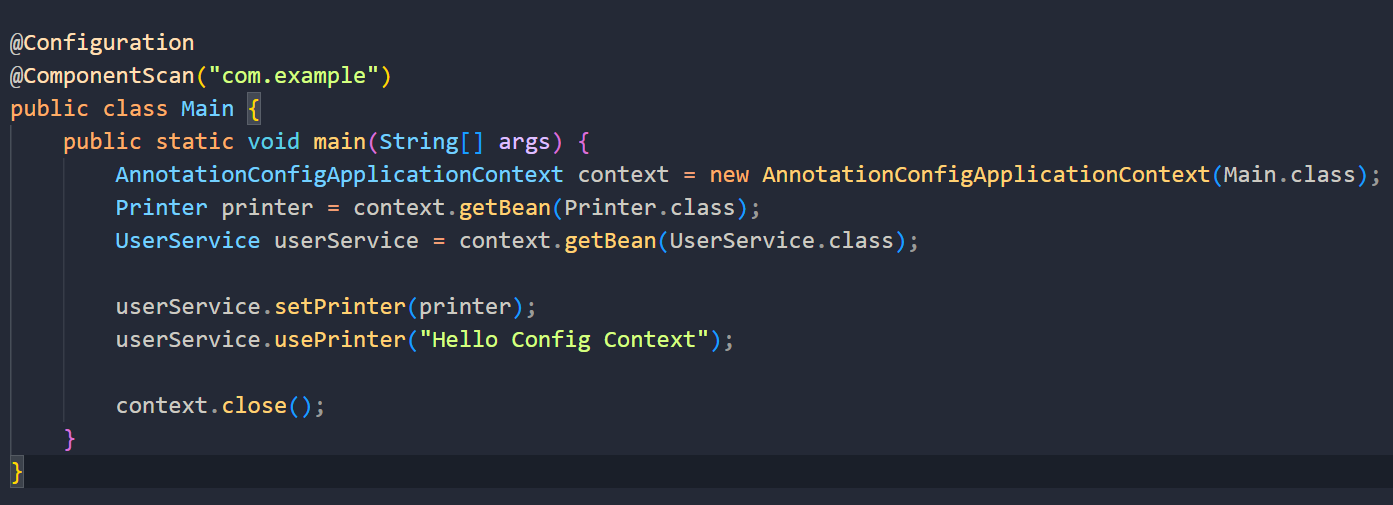 @Configuration
@ComponentScan("com.example")
public class Main {
    public static void main(String[] args) {
        AnnotationConfigApplicationContext context = new AnnotationConfigApplicationContext(Main.class);
        Printer printer = context.getBean(Printer.class);
        UserService userService = context.getBean(UserService.class);

        userService.setPrinter(printer);
        userService.usePrinter("Hello Config Context");

        context.close();
    }
}